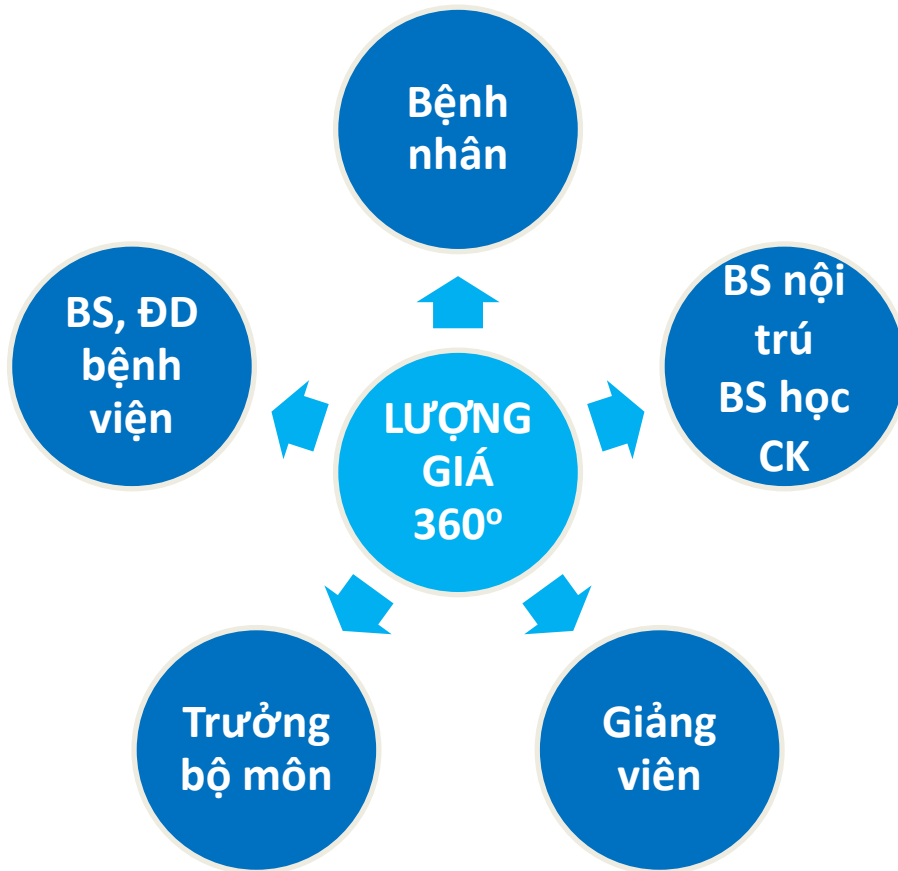 Bệnh
nhân
BS, ĐD
bệnh
viện
BS nội
trú
BS học
CK
LƯỢNG
GIÁ
360º
Trưởng
bộ môn
Giảng
viên